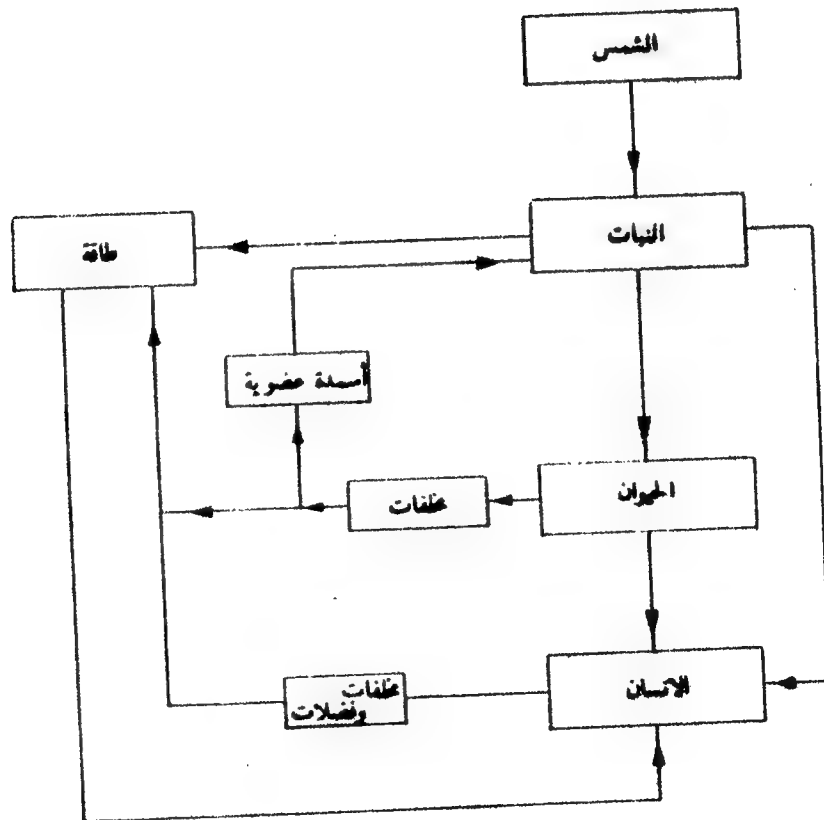 الشمس
النبات
طاقة
أسمدة عضوية
الحيوان
مخلفات
الانسان
مخلفات
وفضلات